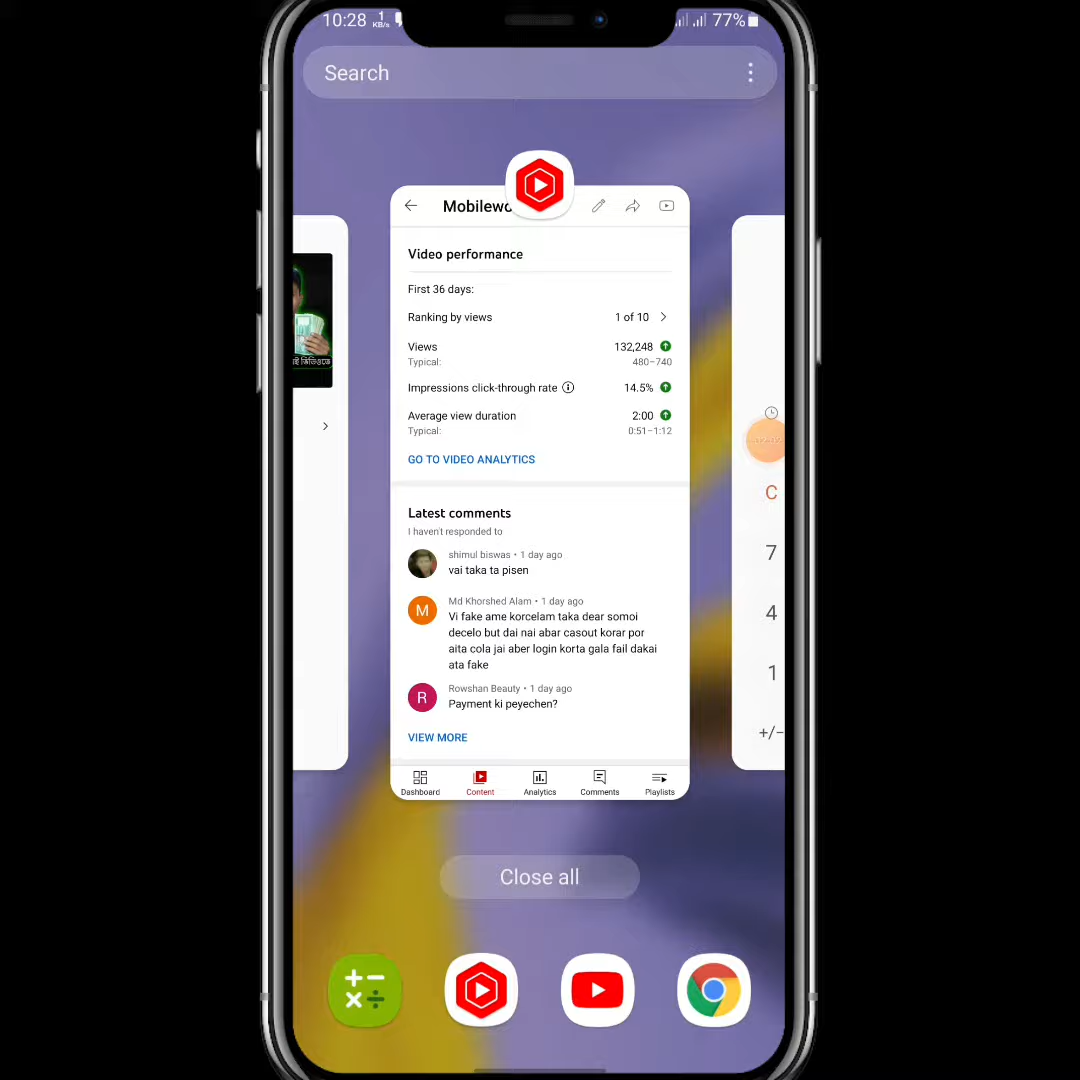 10:28 1 KB/s 77%
Search
Mobilewo
Video performance
First 36 days:
Ranking by views 1 of 10
Views 132,248
Typical: 480–740
Impressions click-through rate 14.5%
Average view duration 2:00
Typical: 0:51–1:12
GO TO VIDEO ANALYTICS
Latest comments
I haven't responded to
shimul biswas • 1 day ago
vai taka ta pisen
M
Md Khorshed Alam • 1 day ago
Vi fake ame korcelam taka dear somoi
decelo but dai nai abar casout korar por
aita cola jai aber login korta gala fail dakai
ata fake
R
Rowshan Beauty • 1 day ago
Payment ki peyechen?
VIEW MORE
Dashboard Content Analytics Comments Playlists
C
7
4
1
+/−
Close all